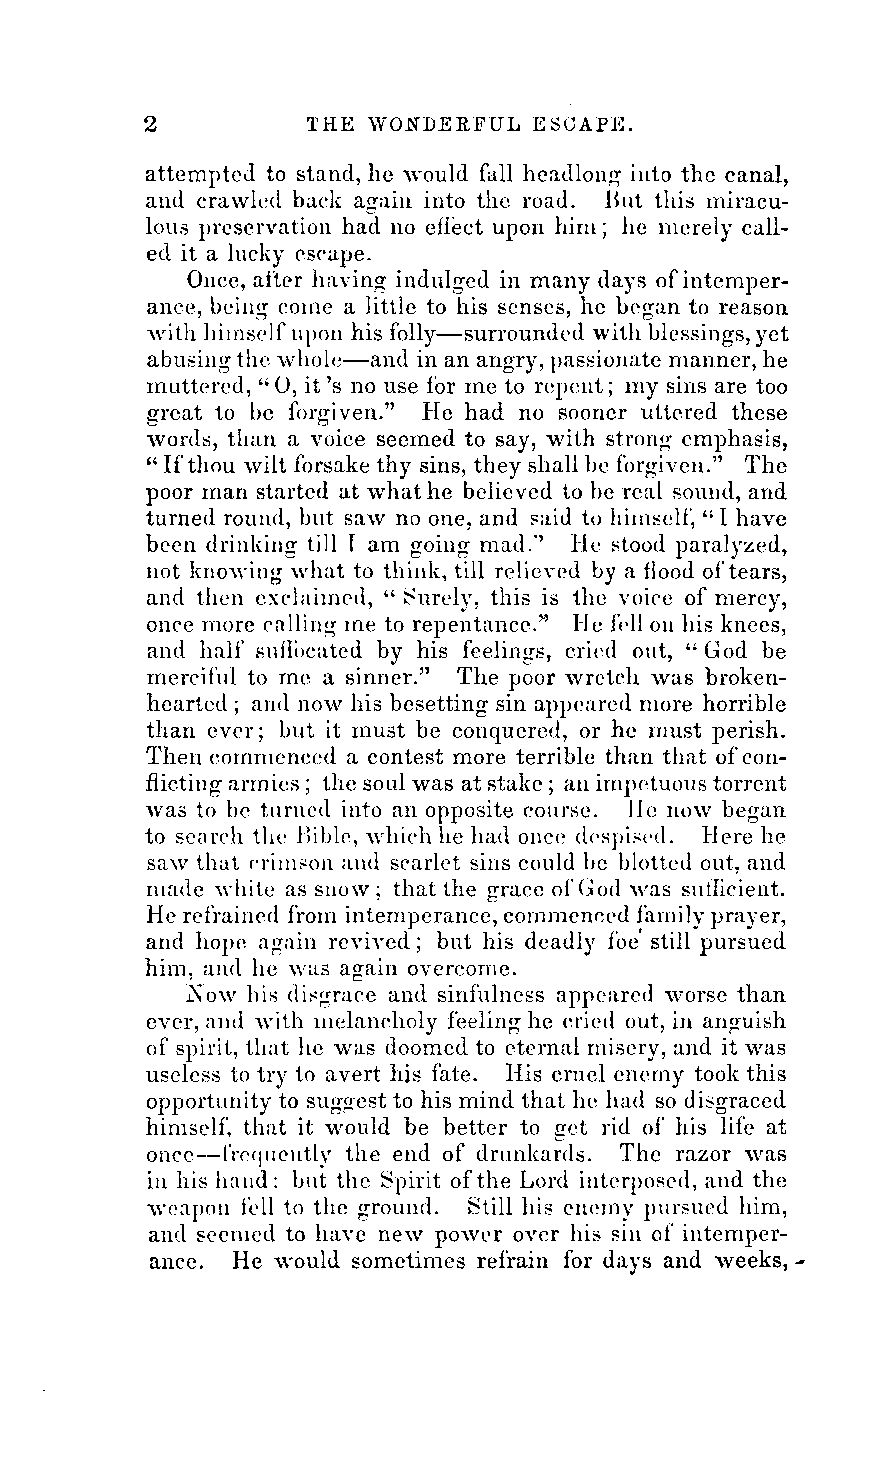 2 THE WONDERFUL ESCAPE.
attempted to stand, he would fall headlong into the canal,
and crawled back again into the road. But this miracu-
lous preservation had no effect upon him; he merely call-
ed it a lucky escape.
Once, after having indulged in many days of intemper-
ance, being come a little to his senses, he began to reason
with himself upon his folly—surrounded with blessings, yet
abusing the whole—and in an angry, passionate manner, he
muttered, "O, it's no use for me to repent; my sins are too
great to be forgiven." He had no sooner uttered these
words, than a voice seemed to say, with strong emphasis,
"If thou wilt forsake thy sins, they shall be forgiven." The
poor man started at what he believed to be real sound, and
turned round, but saw no one, and said to himself, "I have
been drinking till I am going mad." He stood paralyzed,
not knowing what to think, till relieved by a flood of tears,
and then exclaimed, "Surely, this is the voice of mercy,
once more calling me to repentance." He fell on his knees,
and half suffocated by his feelings, cried out, "God be
merciful to me a sinner." The poor wretch was broken-
hearted; and now his besetting sin appeared more horrible
than ever; but it must be conquered, or he must perish.
Then commenced a contest more terrible than that of con-
flicting armies; the soul was at stake; an impetuous torrent
was to be turned into an opposite course. He now began
to search the Bible, which he had once despised. Here he
saw that crimson and scarlet sins could be blotted out, and
made white as snow; that the grace of God was sufficient.
He refrained from intemperance, commenced family prayer,
and hope again revived; but his deadly foe still pursued
him, and he was again overcome.
Now his disgrace and sinfulness appeared worse than
ever, and with melancholy feeling he cried out, in anguish
of spirit, that he was doomed to eternal misery, and it was
useless to try to avert his fate. His cruel enemy took this
opportunity to suggest to his mind that he had so disgraced
himself, that it would be better to get rid of his life at
once—frequently the end of drunkards. The razor was
in his hand: but the Spirit of the Lord interposed, and the
weapon fell to the ground. Still his enemy pursued him,
and seemed to have new power over his sin of intemper-
ance. He would sometimes refrain for days and weeks,